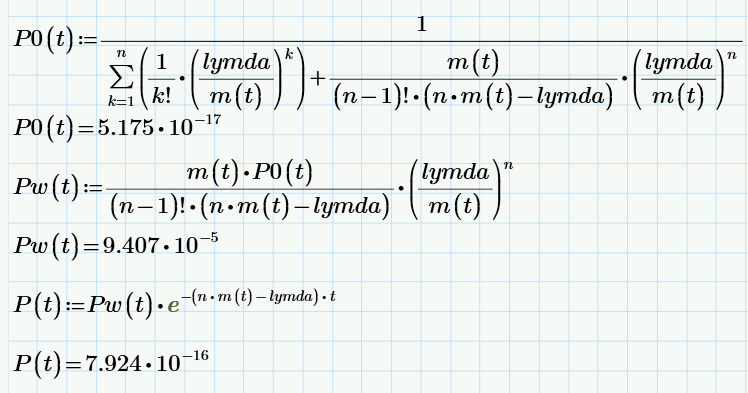 P0(t):=1/(∑_{k=1}^{n}(1/k!·(lymda/m(t))^k)+m(t)/((n−1)!·(n·m(t)−lymda))·(lymda/m(t))^n)
P0(t)=5.175·10^{−17}
Pw(t):=m(t)·P0(t)/((n−1)!·(n·m(t)−lymda))·(lymda/m(t))^n
Pw(t)=9.407·10^{−5}
P(t):=Pw(t)·e^{−(n·m(t)−lymda)·t}
P(t)=7.924·10^{−16}